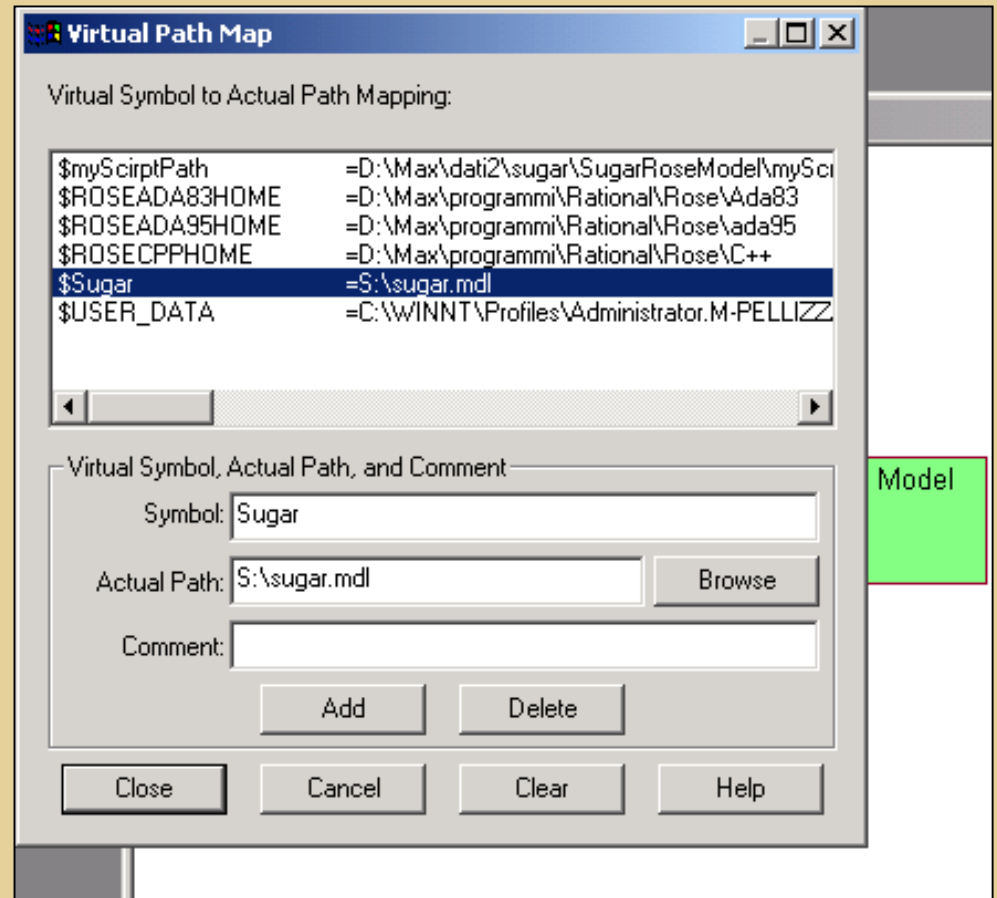 Virtual Path Map
Virtual Symbol to Actual Path Mapping:
$myScirptPath =D:\Max\dati2\sugar\SugarRoseModel\myScri
$ROSEADA83HOME =D:\Max\programmi\Rational\Rose\Ada83
$ROSEADA95HOME =D:\Max\programmi\Rational\Rose\ada95
$ROSECPPHOME =D:\Max\programmi\Rational\Rose\C++
$Sugar =S:\sugar.mdl
$USER_DATA =C:\WINNT\Profiles\Administrator.M-PELLIZZ
Virtual Symbol, Actual Path, and Comment
Model
Symbol: Sugar
Actual Path: S:\sugar.mdl Browse
Comment:
Add Delete
Close Cancel Clear Help